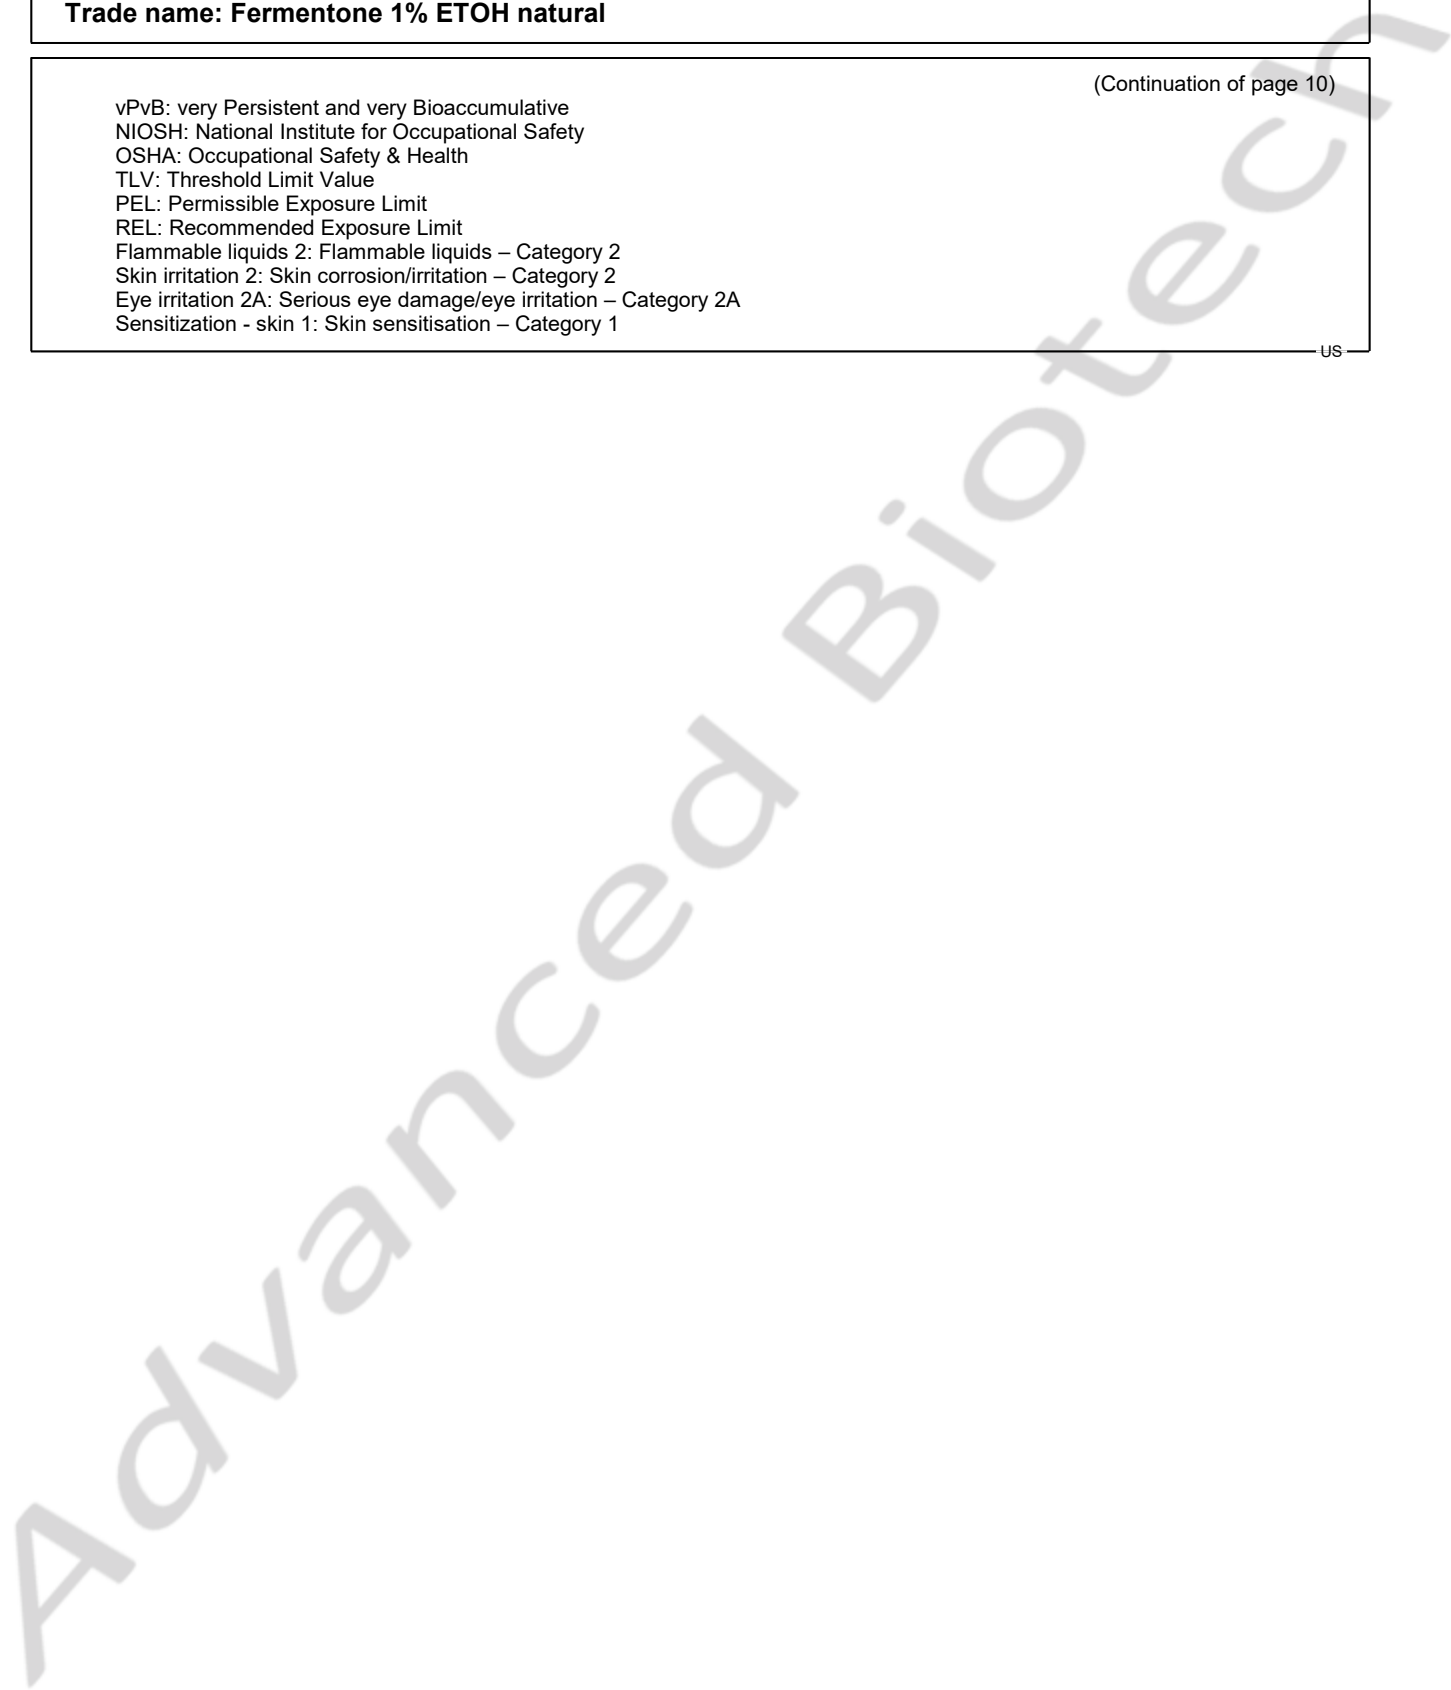 Trade name: Fermentone 1% ETOH natural
(Continuation of page 10)
vPvB: very Persistent and very Bioaccumulative
NIOSH: National Institute for Occupational Safety
OSHA: Occupational Safety & Health
TLV: Threshold Limit Value
PEL: Permissible Exposure Limit
REL: Recommended Exposure Limit
Flammable liquids 2: Flammable liquids – Category 2
Skin irritation 2: Skin corrosion/irritation – Category 2
Eye irritation 2A: Serious eye damage/eye irritation – Category 2A
Sensitization - skin 1: Skin sensitisation – Category 1
US
Advanced Biotech